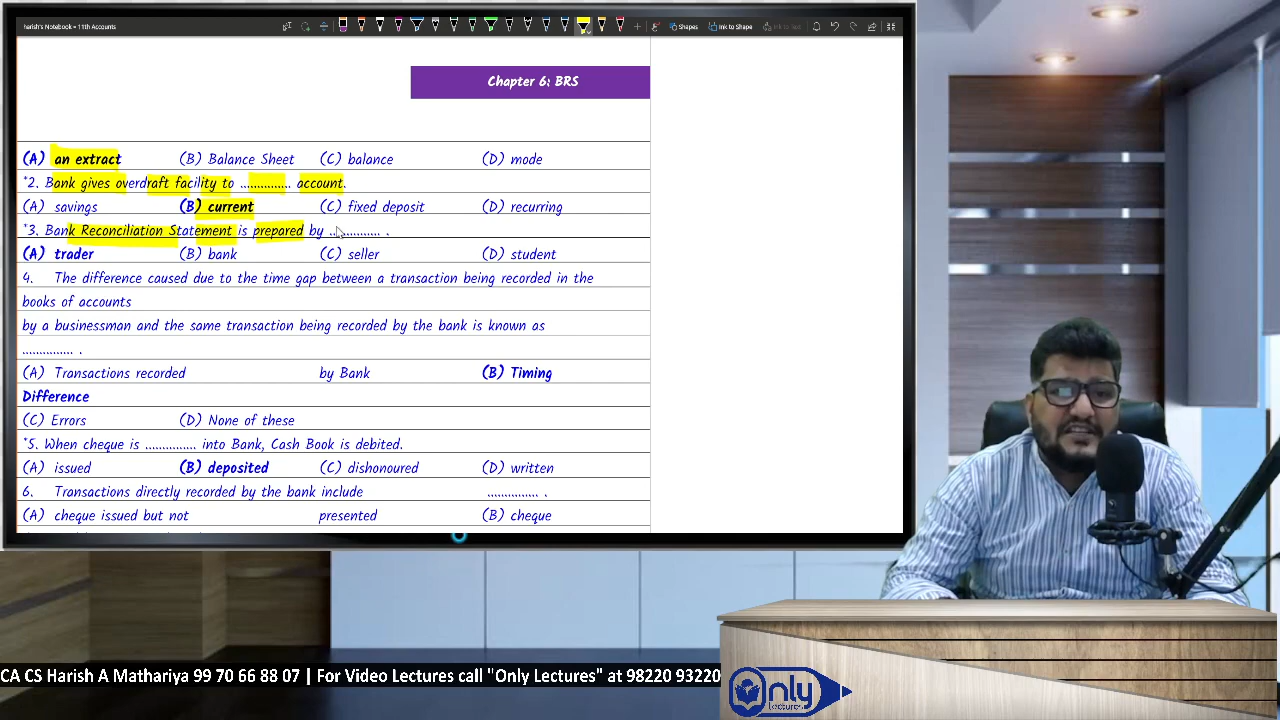 harish's Notebook » 11th Accounts
Shapes
Ink to Shape
Ink to Text
Chapter 6: BRS
(A) an extract (B) Balance Sheet (C) balance (D) mode
*2. Bank gives overdraft facility to ............... account.
(A) savings (B) current (C) fixed deposit (D) recurring
*3. Bank Reconciliation Statement is prepared by ............... .
(A) trader (B) bank (C) seller (D) student
4. The difference caused due to the time gap between a transaction being recorded in the
books of accounts
by a businessman and the same transaction being recorded by the bank is known as
............... .
(A) Transactions recorded by Bank (B) Timing
Difference
(C) Errors (D) None of these
*5. When cheque is ............... into Bank, Cash Book is debited.
(A) issued (B) deposited (C) dishonoured (D) written
6. Transactions directly recorded by the bank include ............... .
(A) cheque issued but not presented (B) cheque
CA CS Harish A Mathariya 99 70 66 88 07 | For Video Lectures call "Only Lectures" at 98220 93220
Only
Lectures